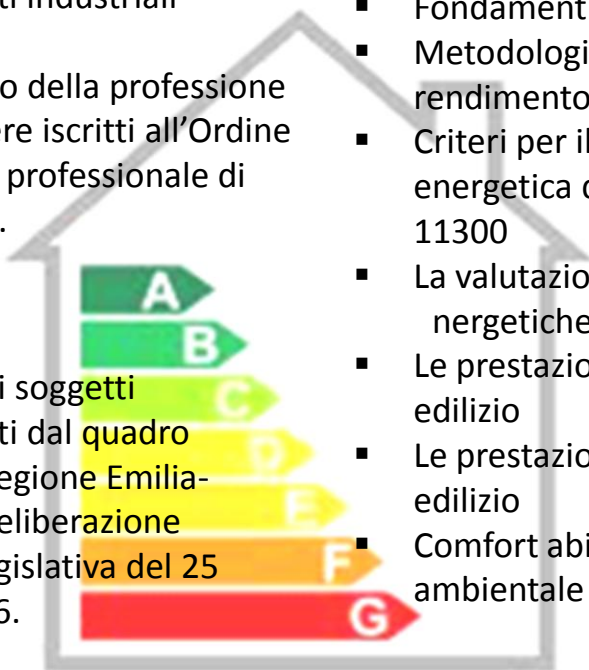 ti industriali
o della professione
ere iscritti all'Ordine
professionale di
.
i soggetti
ti dal quadro
egione Emilia-
eliberazione
gislativa del 25
6.
A
B
C
D
E
F
G
▪ Fondament
▪ Metodologi
rendimento
▪ Criteri per il
energetica
11300
▪ La valutazio
nergetiche
▪ Le prestazio
edilizio
▪ Le prestazio
edilizio
▪ Comfort abi
ambientale